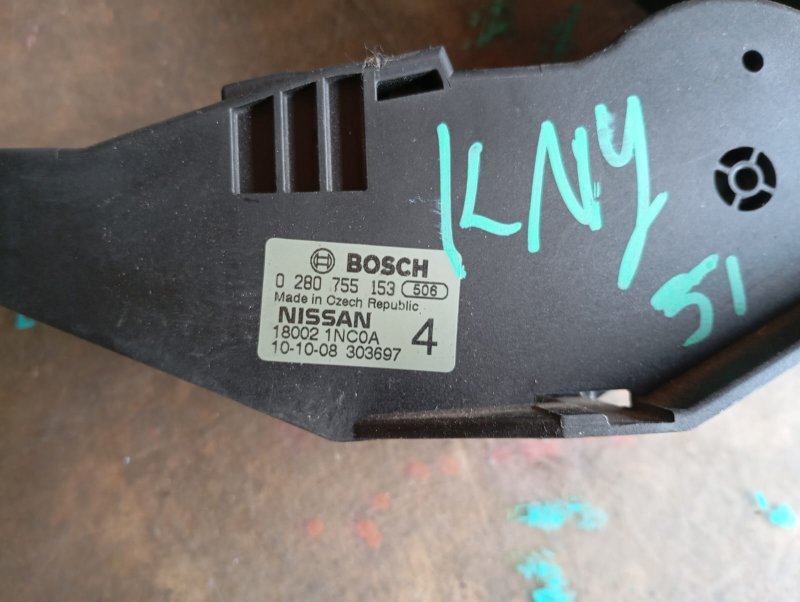 KNY
51
BOSCH
0 280 755 153 506
Made in Czech Republic
NISSAN
18002 1NC0A 4
10-10-08 303697